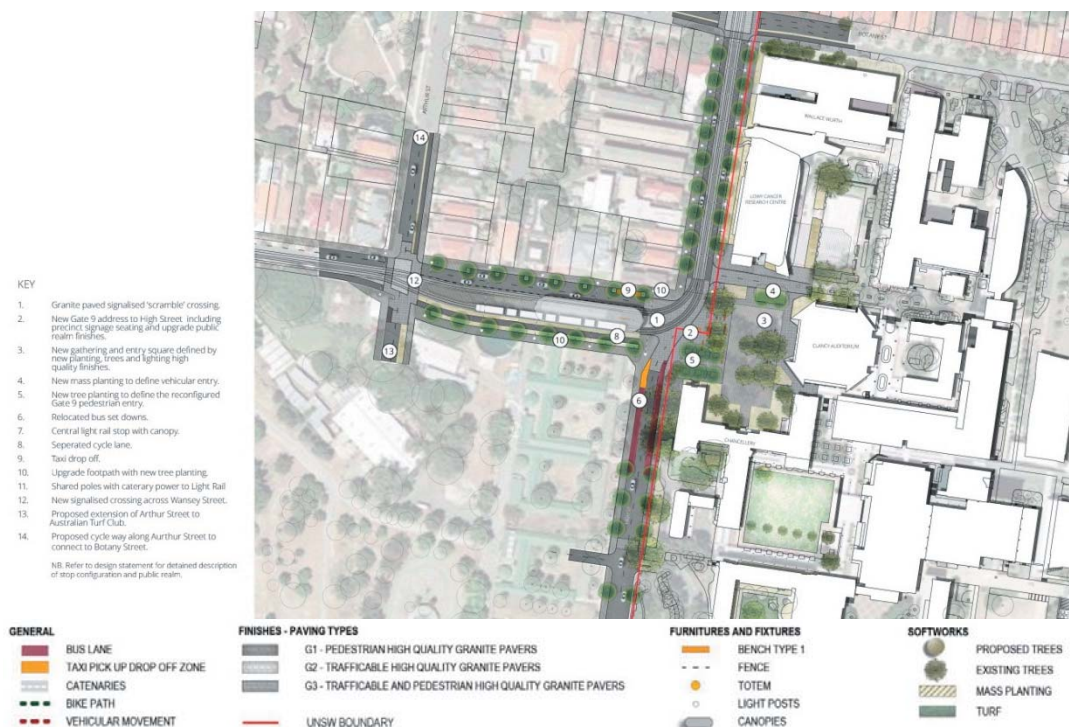 KEY
1. Granite paved signalised 'scramble' crossing.
2. New Gate 9 address to High Street including
precinct signage seating and upgrade public
realm finishes.
3. New gathering and entry square defined by
new planting, trees and lighting high
quality finishes.
4. New mass planting to define vehicular entry.
5. New tree planting to define the reconfigured
Gate 9 pedestrian entry.
6. Relocated bus set downs.
7. Central light rail stop with canopy.
8. Seperated cycle lane.
9. Taxi drop off.
10. Upgrade footpath with new tree planting.
11. Shared poles with caterary power to Light Rail
12. New signalised crossing across Wansey Street.
13. Proposed extension of Arthur Street to
Australian Turf Club.
14. Proposed cycle way along Aurthur Street to
connect to Botany Street.
NB. Refer to design statement for detained description
of stop configuration and public realm.
BOTANY ST
ARTHUR ST
WALLACE WURTH
LOWY CANCER
RESEARCH CENTRE
CLANCY AUDITORIUM
CHANCELLERY
14
12
13
9
10
1
8
10
2
5
6
4
3
GENERAL
BUS LANE
TAXI PICK UP DROP OFF ZONE
CATENARIES
BIKE PATH
VEHICULAR MOVEMENT
FINISHES - PAVING TYPES
G1 - PEDESTRIAN HIGH QUALITY GRANITE PAVERS
G2 - TRAFFICABLE HIGH QUALITY GRANITE PAVERS
G3 - TRAFFICABLE AND PEDESTRIAN HIGH QUALITY GRANITE PAVERS
UNSW BOUNDARY
FURNITURES AND FIXTURES
BENCH TYPE 1
FENCE
TOTEM
LIGHT POSTS
CANOPIES
SOFTWORKS
PROPOSED TREES
EXISTING TREES
MASS PLANTING
TURF